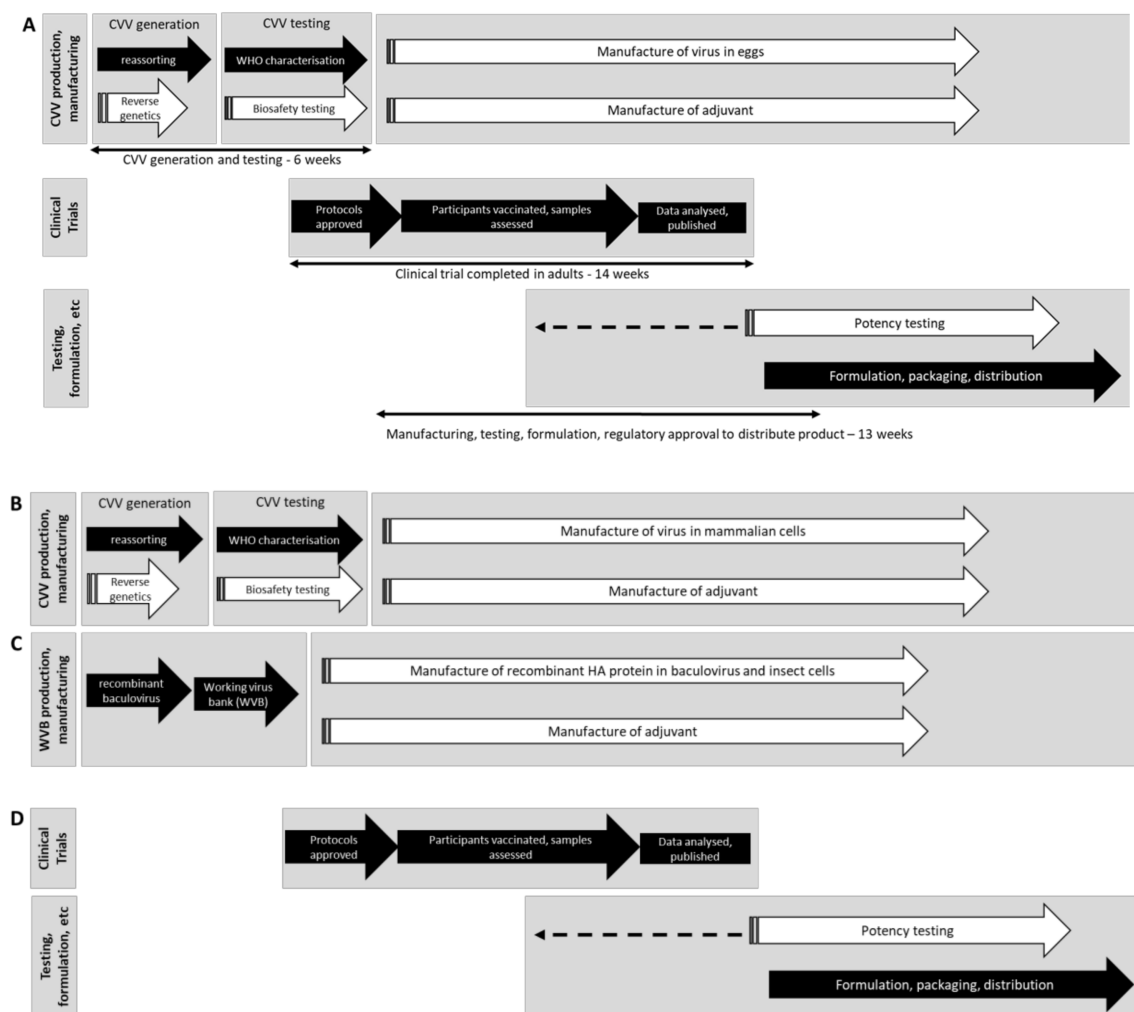 A
CVV production,
manufacturing
CVV generation
CVV testing
reassorting
WHO characterisation
Manufacture of virus in eggs
Reverse
genetics
Biosafety testing
Manufacture of adjuvant
CVV generation and testing - 6 weeks
Clinical
Trials
Protocols
approved
Participants vaccinated, samples
assessed
Data analysed,
published
Clinical trial completed in adults - 14 weeks
Testing,
formulation, etc
Potency testing
Formulation, packaging, distribution
Manufacturing, testing, formulation, regulatory approval to distribute product – 13 weeks
B
CVV production,
manufacturing
CVV generation
CVV testing
reassorting
WHO characterisation
Manufacture of virus in mammalian cells
Reverse
genetics
Biosafety testing
Manufacture of adjuvant
C
WVB production,
manufacturing
recombinant
baculovirus
Working virus
bank (WVB)
Manufacture of recombinant HA protein in baculovirus and insect cells
Manufacture of adjuvant
D
Clinical
Trials
Protocols
approved
Participants vaccinated, samples
assessed
Data analysed,
published
Testing,
formulation, etc
Potency testing
Formulation, packaging, distribution